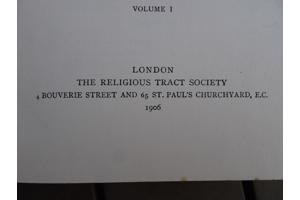 VOLUME I
LONDON
THE RELIGIOUS TRACT SOCIETY
4 BOUVERIE STREET AND 65 ST. PAUL'S CHURCHYARD, E.C.
1906